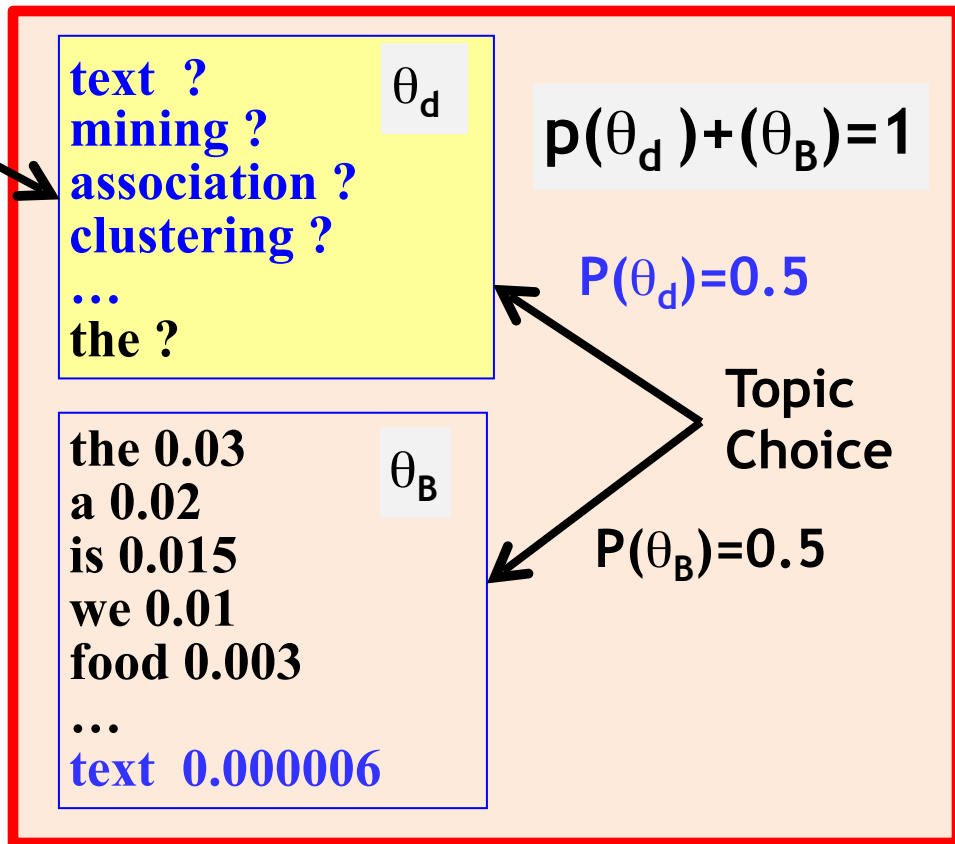 text ?
θd
mining ?
association ?
clustering ?
...
the ?
p(θd )+(θB)=1
P(θd)=0.5
Topic
Choice
P(θB)=0.5
the 0.03
θB
a 0.02
is 0.015
we 0.01
food 0.003
...
text 0.000006